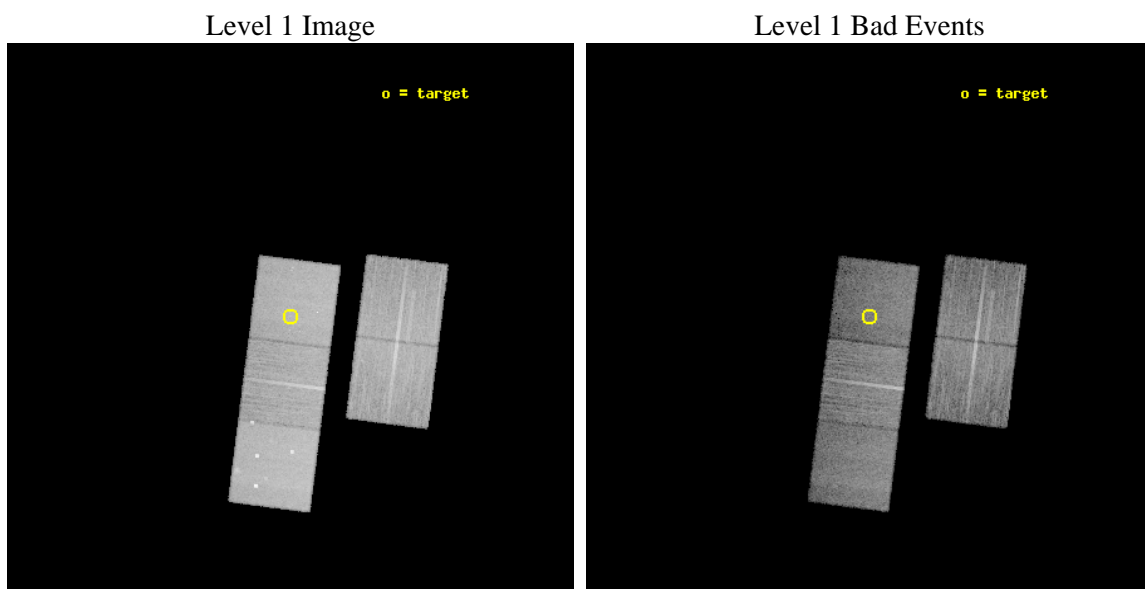 Level 1 Image
Level 1 Bad Events
o = target
o = target